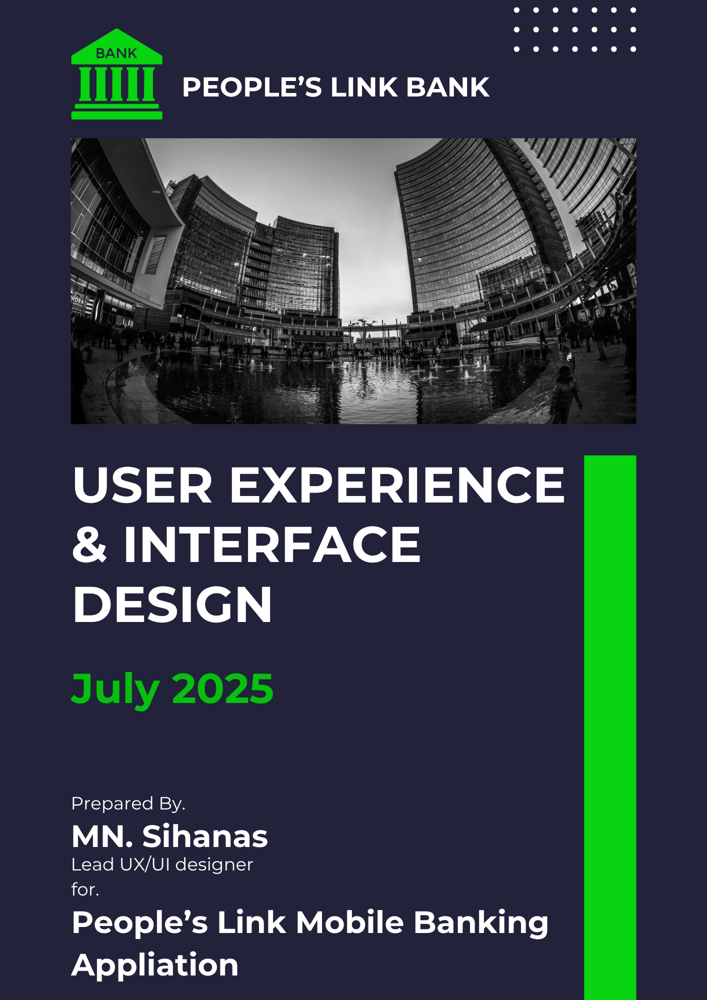 BANK
PEOPLE’S LINK BANK
HORA
USER EXPERIENCE
& INTERFACE
DESIGN
July 2025
Prepared By.
MN. Sihanas
Lead UX/UI designer
for.
People’s Link Mobile Banking
Appliation